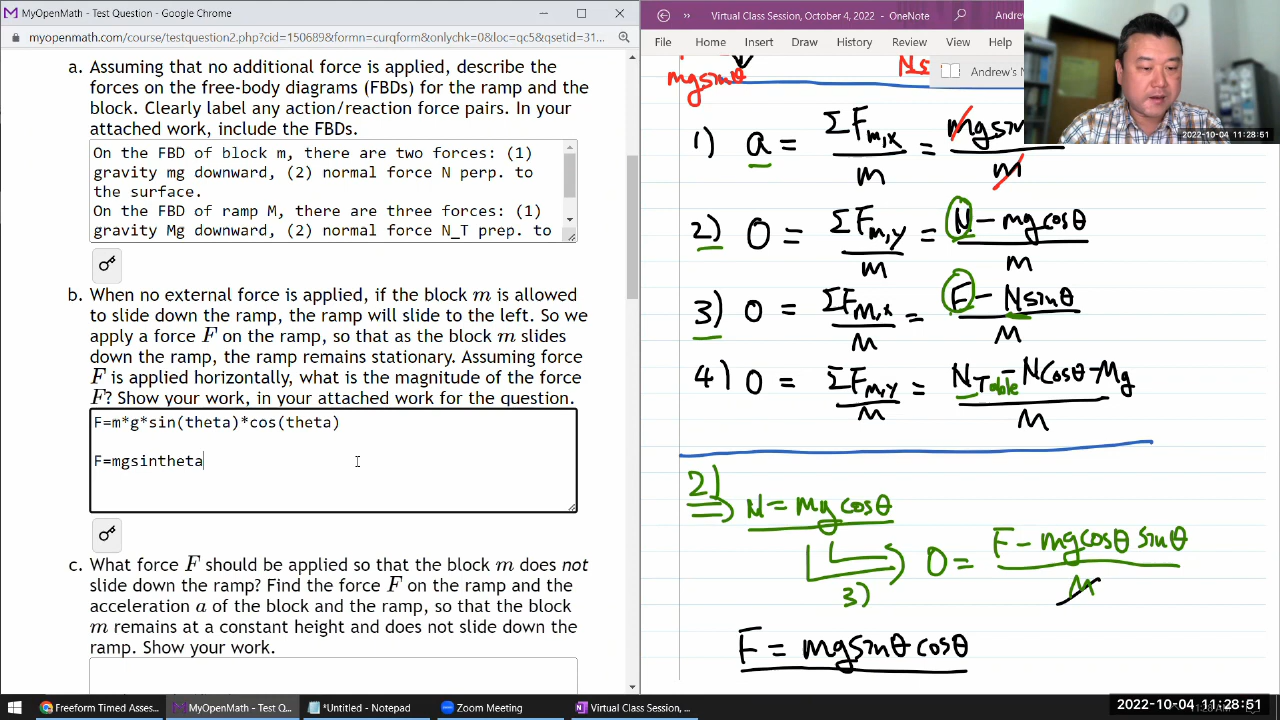 MyOpenMath - Test Question - Google Chrome
myopenmath.com/course/testquestion2.php?cid=150689&formn=curqform&onlychk=0&loc=qc5&qsetid=31...
a. Assuming that no additional force is applied, describe the
forces on the free-body diagrams (FBDs) for the ramp and the
block. Clearly label any action/reaction force pairs. In your
attached work, include the FBDs.
On the FBD of block m, there are two forces: (1)
gravity mg downward, (2) normal force N perp. to
the surface.
On the FBD of ramp M, there are three forces: (1)
gravity Mg downward, (2) normal force N_T prep. to
b. When no external force is applied, if the block m is allowed
to slide down the ramp, the ramp will slide to the left. So we
apply a force F on the ramp, so that as the block m slides
down the ramp, the ramp remains stationary. Assuming force
F is applied horizontally, what is the magnitude of the force
F? Show your work, in your attached work for the question.
F=m*g*sin(theta)*cos(theta)
F=mgsintheta
c. What force F should be applied so that the block m does not
slide down the ramp? Find the force F on the ramp and the
acceleration a of the block and the ramp, so that the block
m remains at a constant height and does not slide down the
ramp. Show your work.
Virtual Class Session, October 4, 2022 - OneNote
Andrew
File Home Insert Draw History Review View Help
Andrew's N
mgsinθ
1) a = ΣF_m,x / m = mgsin / m
2) 0 = ΣF_m,y / m = N - mgcosθ / m
3) 0 = ΣF_M,x / M = F - Nsinθ / M
4) 0 = ΣF_M,y / M = N_Table - Ncosθ - Mg / M
2) N = mgcosθ
3) 0 = F - mgcosθ sinθ / M
F = mgsinθ cosθ
2022-10-04 11:28:51
Freeform Timed Asses...
MyOpenMath - Test Q...
*Untitled - Notepad
Zoom Meeting
Virtual Class Session, ...
2022-10-04 11:28:51